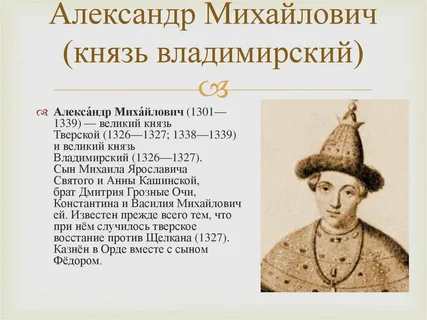 Александр Михайлович
(князь владимирский)
Алекса́ндр Миха́йлович (1301—
1339) — великий князь
Тверской (1326—1327; 1338—1339)
и великий князь
Владимирский (1326—1327).
Сын Михаила Ярославича
Святого и Анны Кашинской,
брат Дмитрия Грозные Очи,
Константина и Василия Михайлович
ей. Известен прежде всего тем, что
при нём случилось тверское
восстание против Щелкана (1327).
Казнён в Орде вместе с сыном
Фёдором.